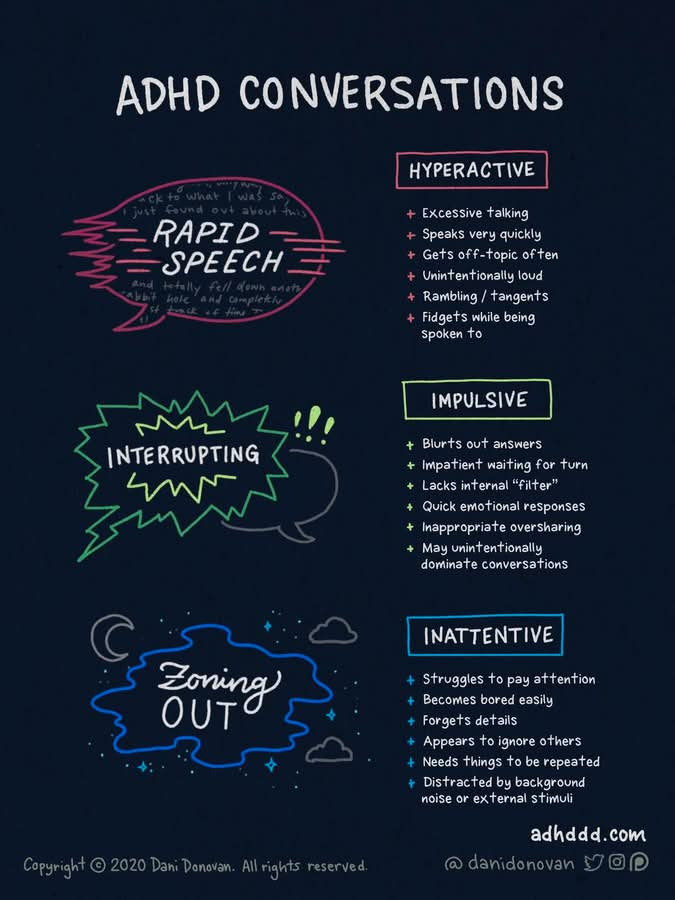 ADHD CONVERSATIONS
ack to what I was say
I just found out about this
RAPID
SPEECH
and totally fell down anoth
rabbit hole and completely
st track of time I
HYPERACTIVE
+ Excessive talking
+ Speaks very quickly
+ Gets off-topic often
+ Unintentionally loud
+ Rambling / tangents
+ Fidgets while being
spoken to
INTERRUPTING
!!!
IMPULSIVE
+ Blurts out answers
+ Impatient waiting for turn
+ Lacks internal “filter”
+ Quick emotional responses
+ Inappropriate oversharing
+ May unintentionally
dominate conversations
Zoning
OUT
INATTENTIVE
+ Struggles to pay attention
+ Becomes bored easily
+ Forgets details
+ Appears to ignore others
+ Needs things to be repeated
+ Distracted by background
noise or external stimuli
adhddd.com
Copyright © 2020 Dani Donovan. All rights reserved.
@danidonovan